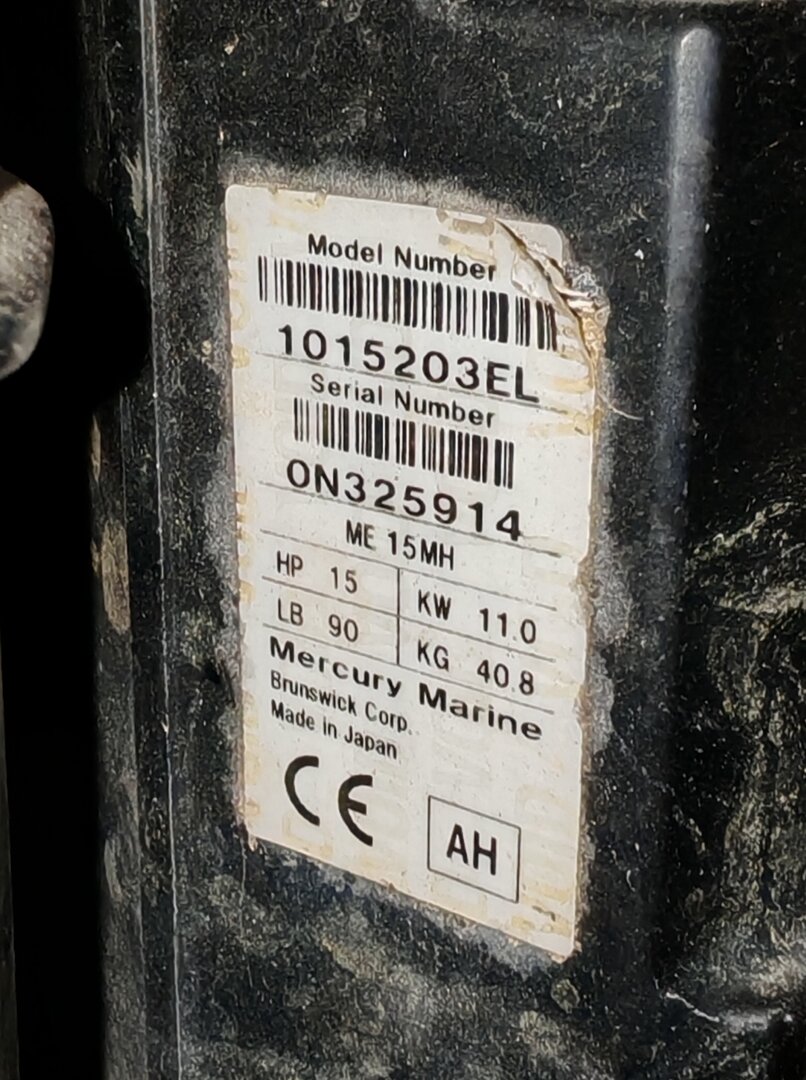 Model Number
1015203EL
Serial Number
0N325914
ME 15MH
HP 15 KW 11.0
LB 90 KG 40.8
Mercury Marine
Brunswick Corp.
Made in Japan
CE AH